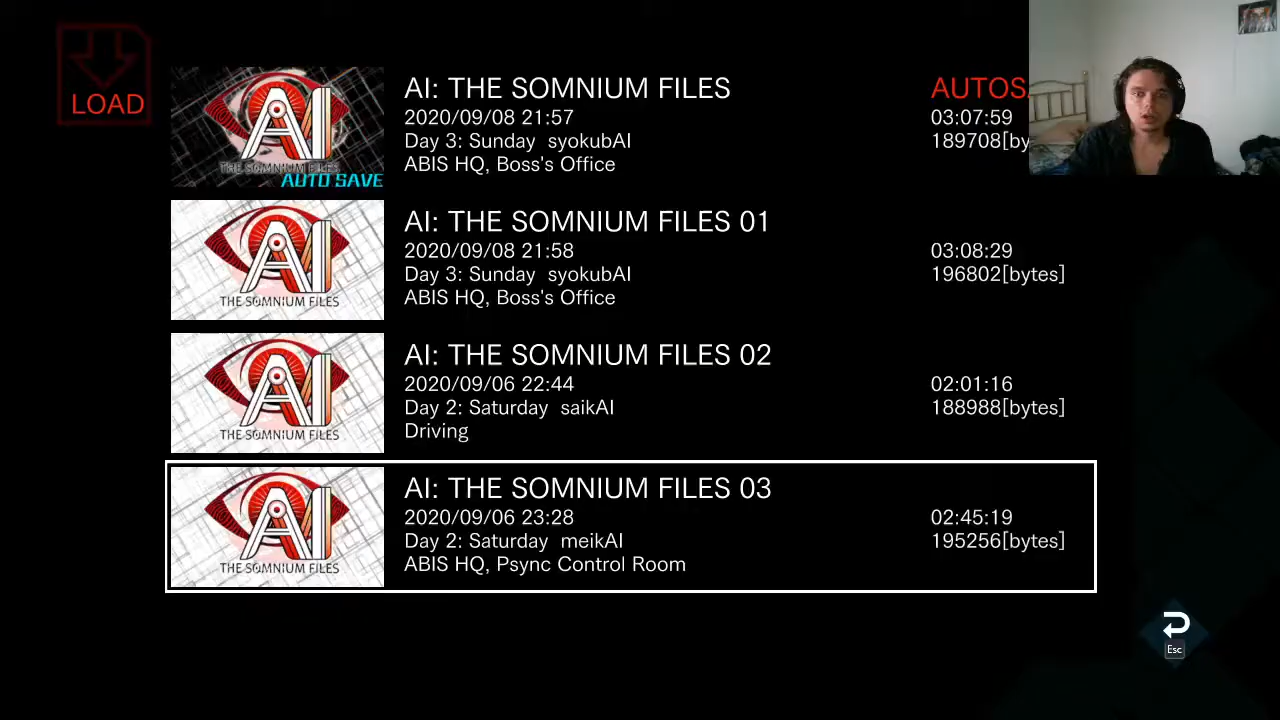 LOAD
AI
THE SOMNIUM FILES
AUTO SAVE
AI: THE SOMNIUM FILES
2020/09/08 21:57
Day 3: Sunday syokubAI
ABIS HQ, Boss's Office
AUTOS
03:07:59
189708[by
AI
THE SOMNIUM FILES
AI: THE SOMNIUM FILES 01
2020/09/08 21:58
Day 3: Sunday syokubAI
ABIS HQ, Boss's Office
03:08:29
196802[bytes]
AI
THE SOMNIUM FILES
AI: THE SOMNIUM FILES 02
2020/09/06 22:44
Day 2: Saturday saikAI
Driving
02:01:16
188988[bytes]
AI
THE SOMNIUM FILES
AI: THE SOMNIUM FILES 03
2020/09/06 23:28
Day 2: Saturday meikAI
ABIS HQ, Psync Control Room
02:45:19
195256[bytes]
Esc